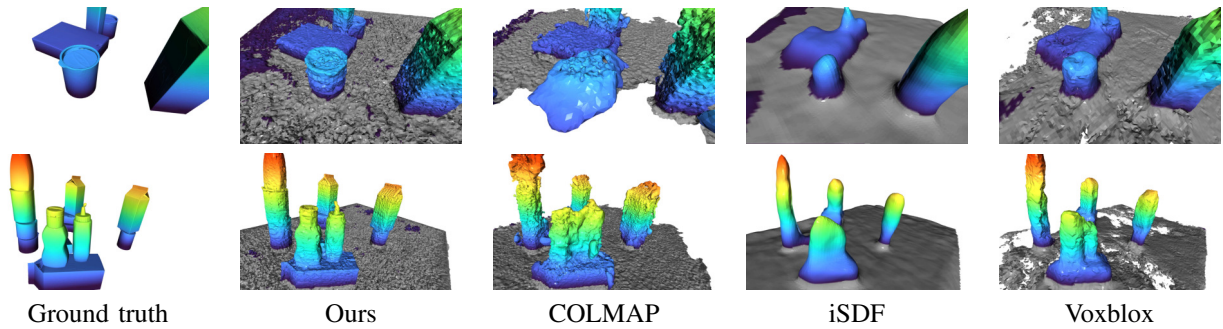 Ground truth
Ours
COLMAP
iSDF
Voxblox